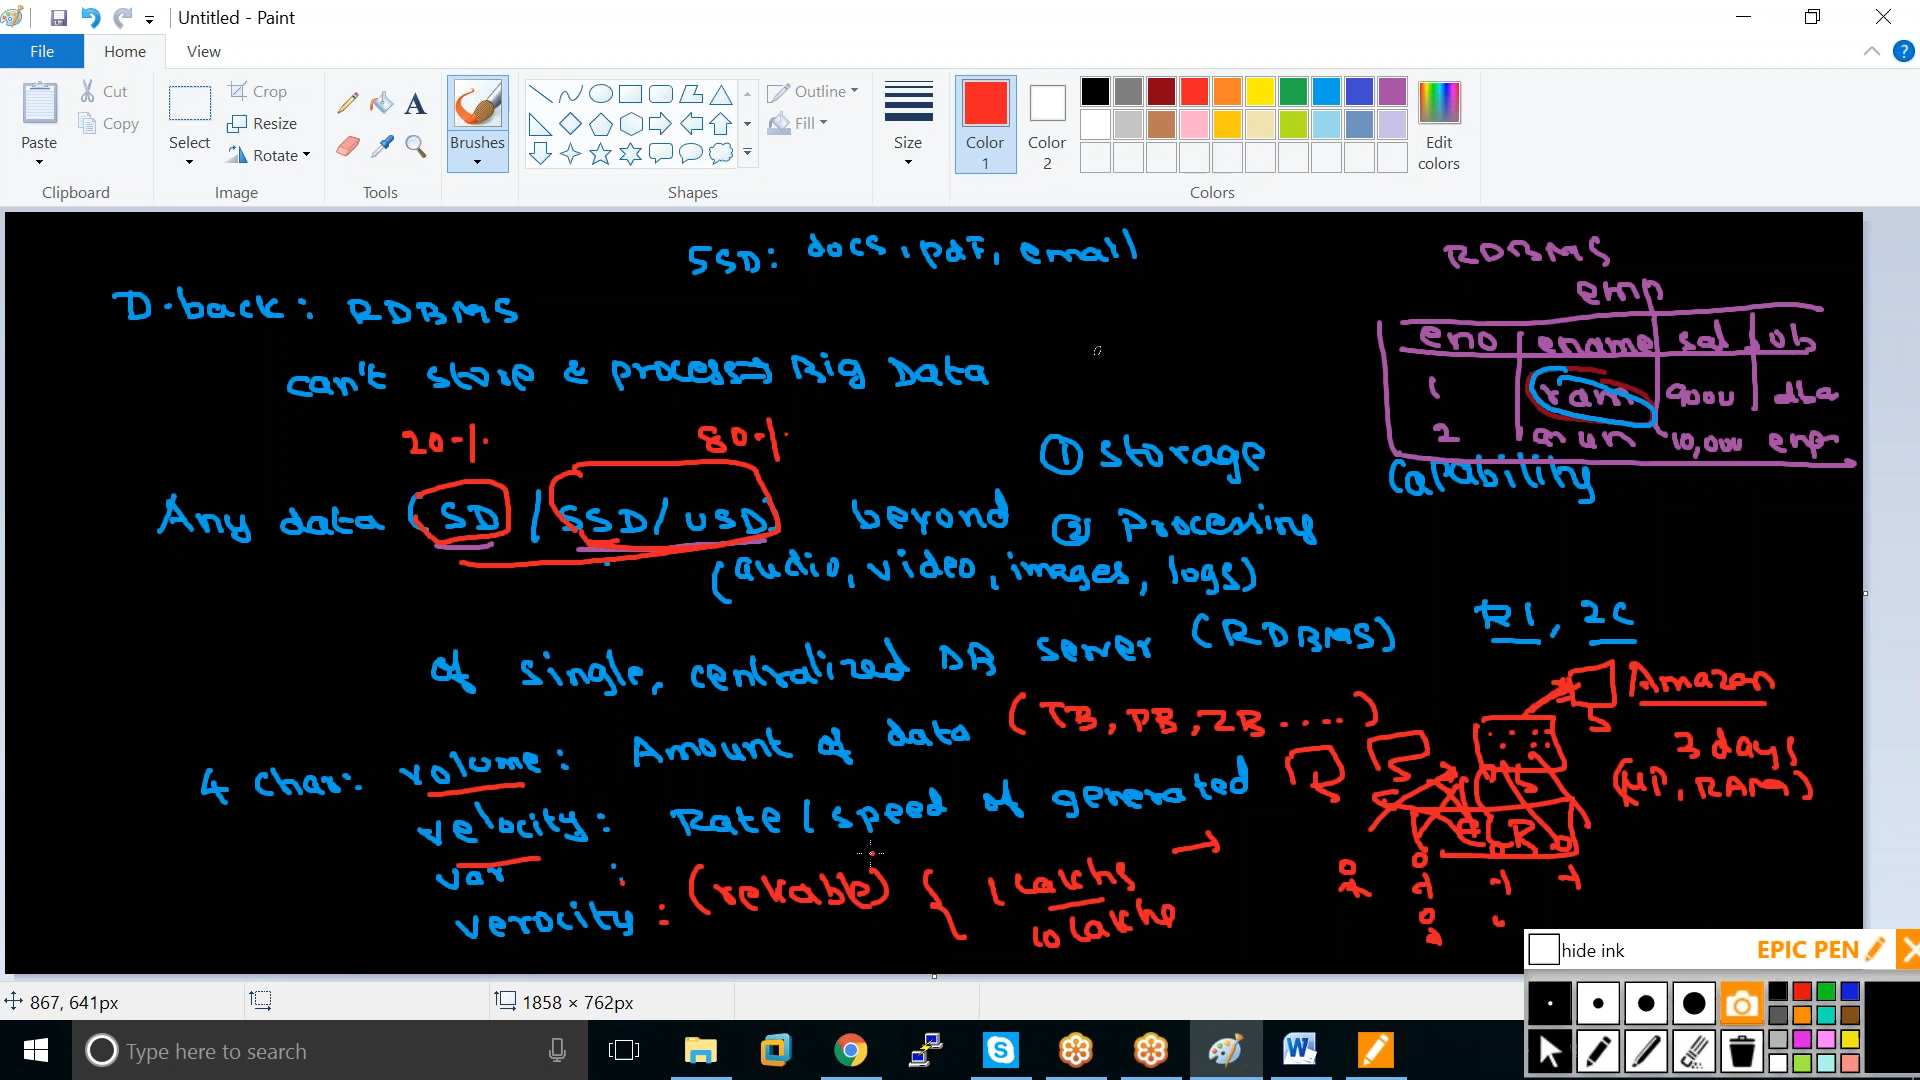 Untitled - Paint
File Home View
Paste
Cut
Copy
Clipboard
Select
Crop
Resize
Rotate
Image
Tools
Brushes
Shapes
Outline
Fill
Size
Color 1
Color 2
Edit colors
Colors
SSD: docs, pdf, email
D-back: RDBMS
can't store & process Big Data
20% 80%
Any data (SD / SSD / USD beyond
① Storage
② Processing
Capability
(audio, video, images, logs)
of single, centralized DB server (RDBMS)
4 Char: volume: Amount of data (TB, PB, ZB ....)
velocity: Rate / speed of generated
var :
verocity : (reliable) { 1 Lakhs
10 Lakhs
RDBMS
emp
eno ename sal
1 ram 9000 dba
2 10,000
R1, 2C
Amazon
3 days
(UP, RAM)
867, 641px
1858 × 762px
hide ink EPIC PEN
Type here to search